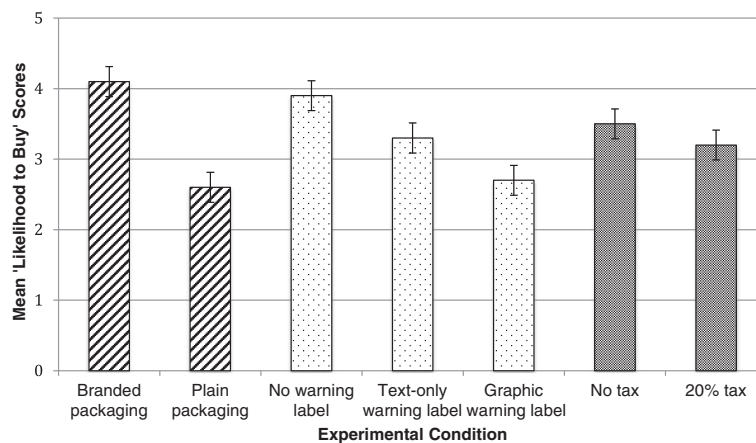 5
4
3
2
1
0
Mean 'Likelihood to Buy' Scores
Branded packaging
Plain packaging
No warning label
Text-only warning label
Graphic warning label
No tax
20% tax
Experimental Condition